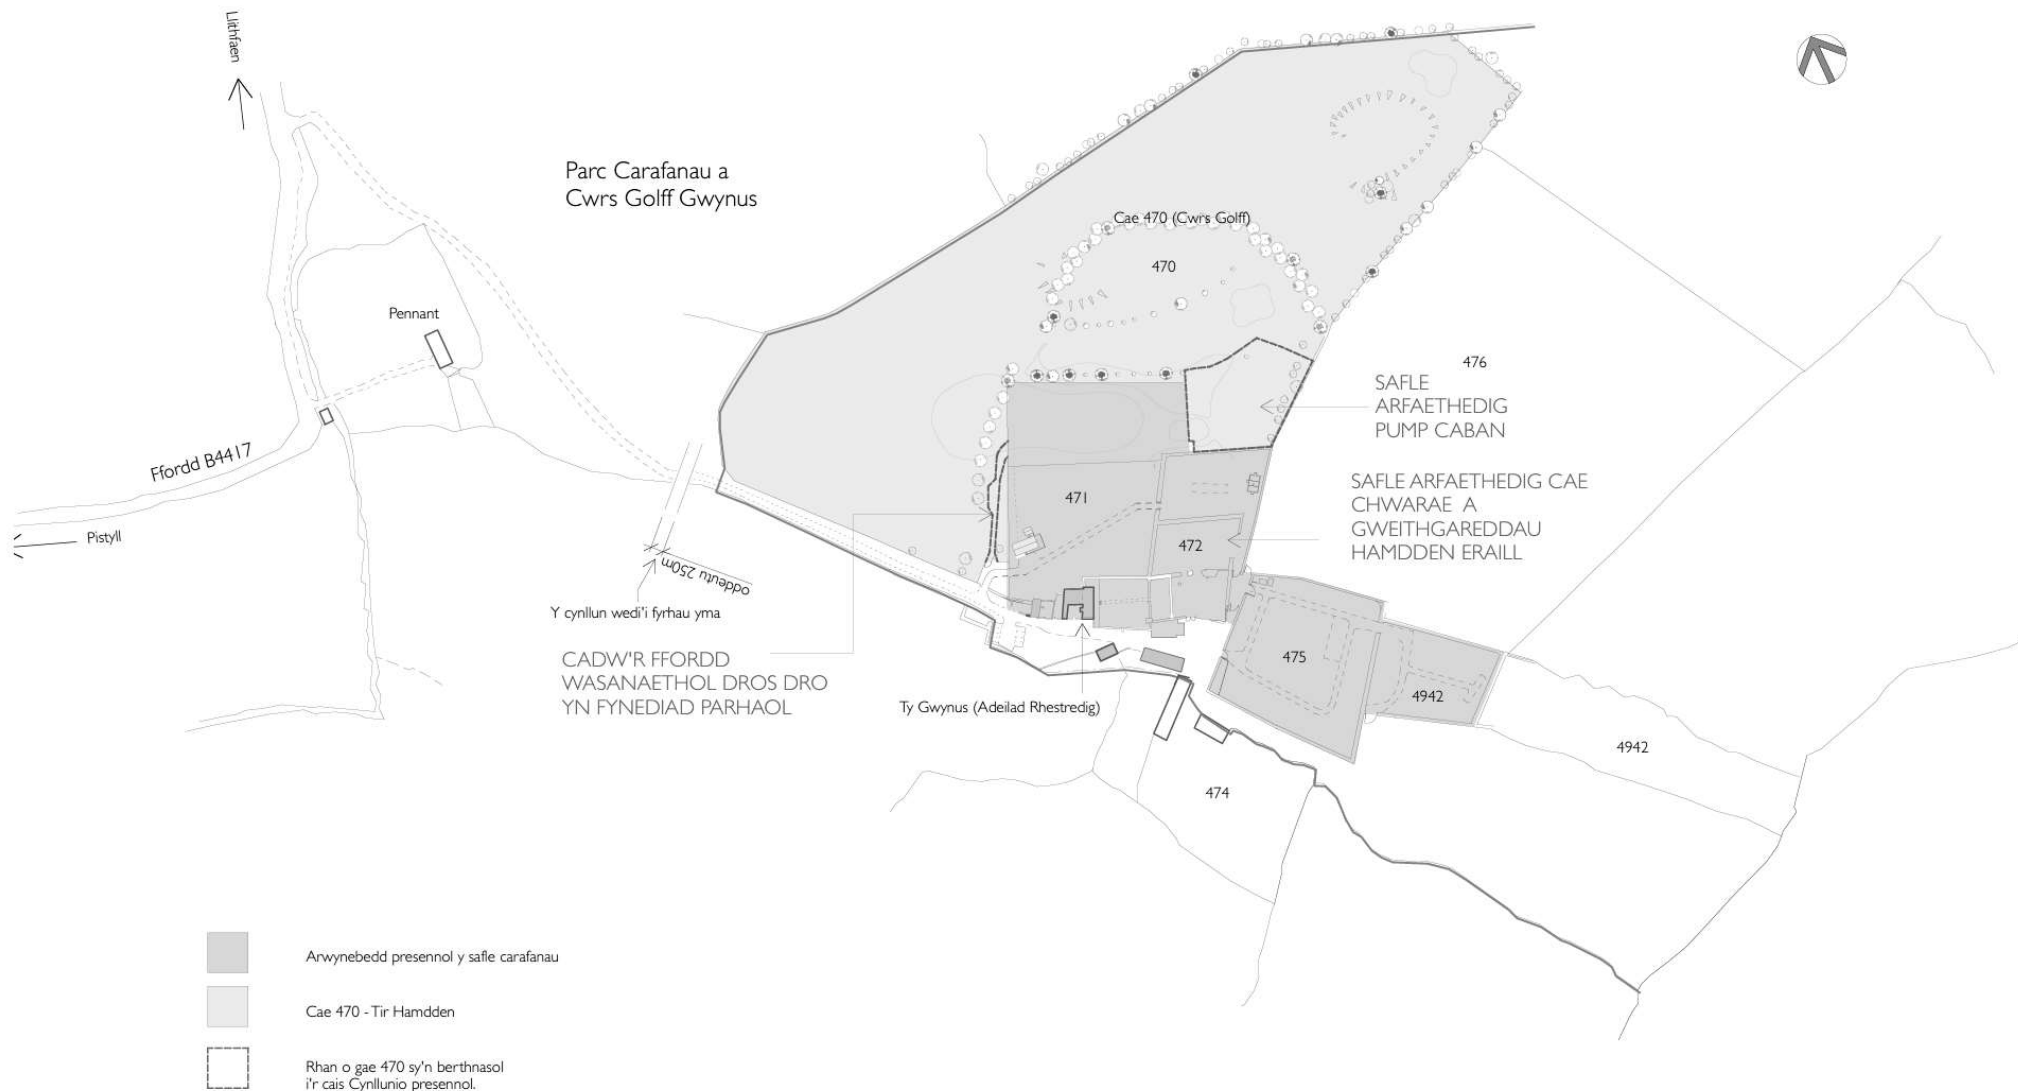 Llithfaen
Parc Carafanau a
Cwrs Golff Gwynus
Cae 470 (Cwrs Golff)
470
Pennant
476
SAFLE
ARFAETHEDIG
PUMP CABAN
Ffordd B4417
SAFLE ARFAETHEDIG CAE
CHWARAE A
GWEITHGAREDDAU
HAMDDEN ERAILL
471
472
Pistyll
oddeutu 250m
Y cynllun wedi'i fyrhau yma
CADW'R FFORDD
WASANAETHOL DROS DRO
YN FYNEDIAD PARHAOL
475
4942
Ty Gwynus (Adeilad Rhestredig)
4942
474
Arwynebedd presennol y safle carafanau
Cae 470 - Tir Hamdden
Rhan o gae 470 sy'n berthnasol
i'r cais Cynllunio presennol.